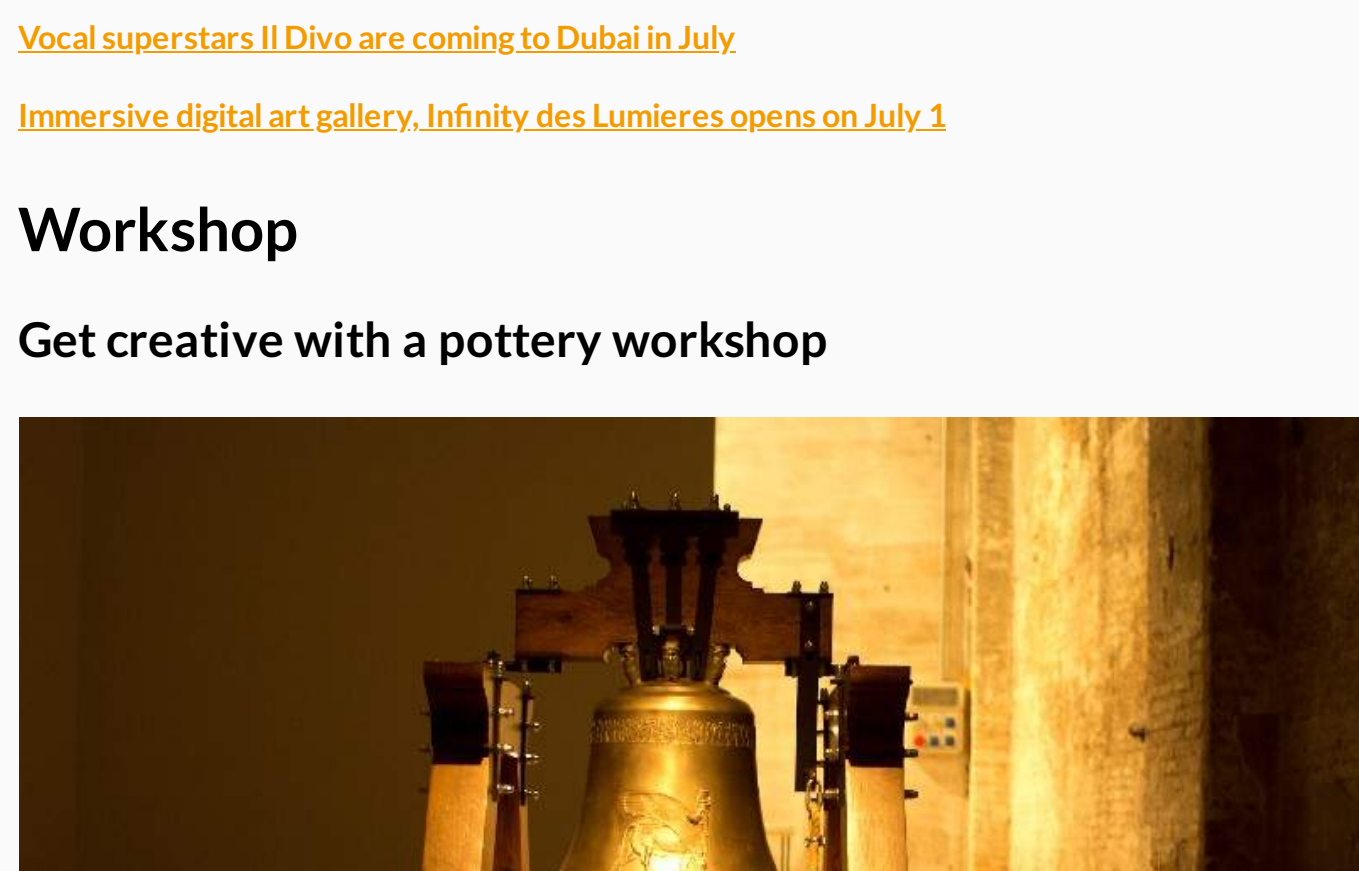 Vocal superstars Il Divo are coming to Dubai in July
Immersive digital art gallery, Infinity des Lumieres opens on July 1
Workshop
Get creative with a pottery workshop